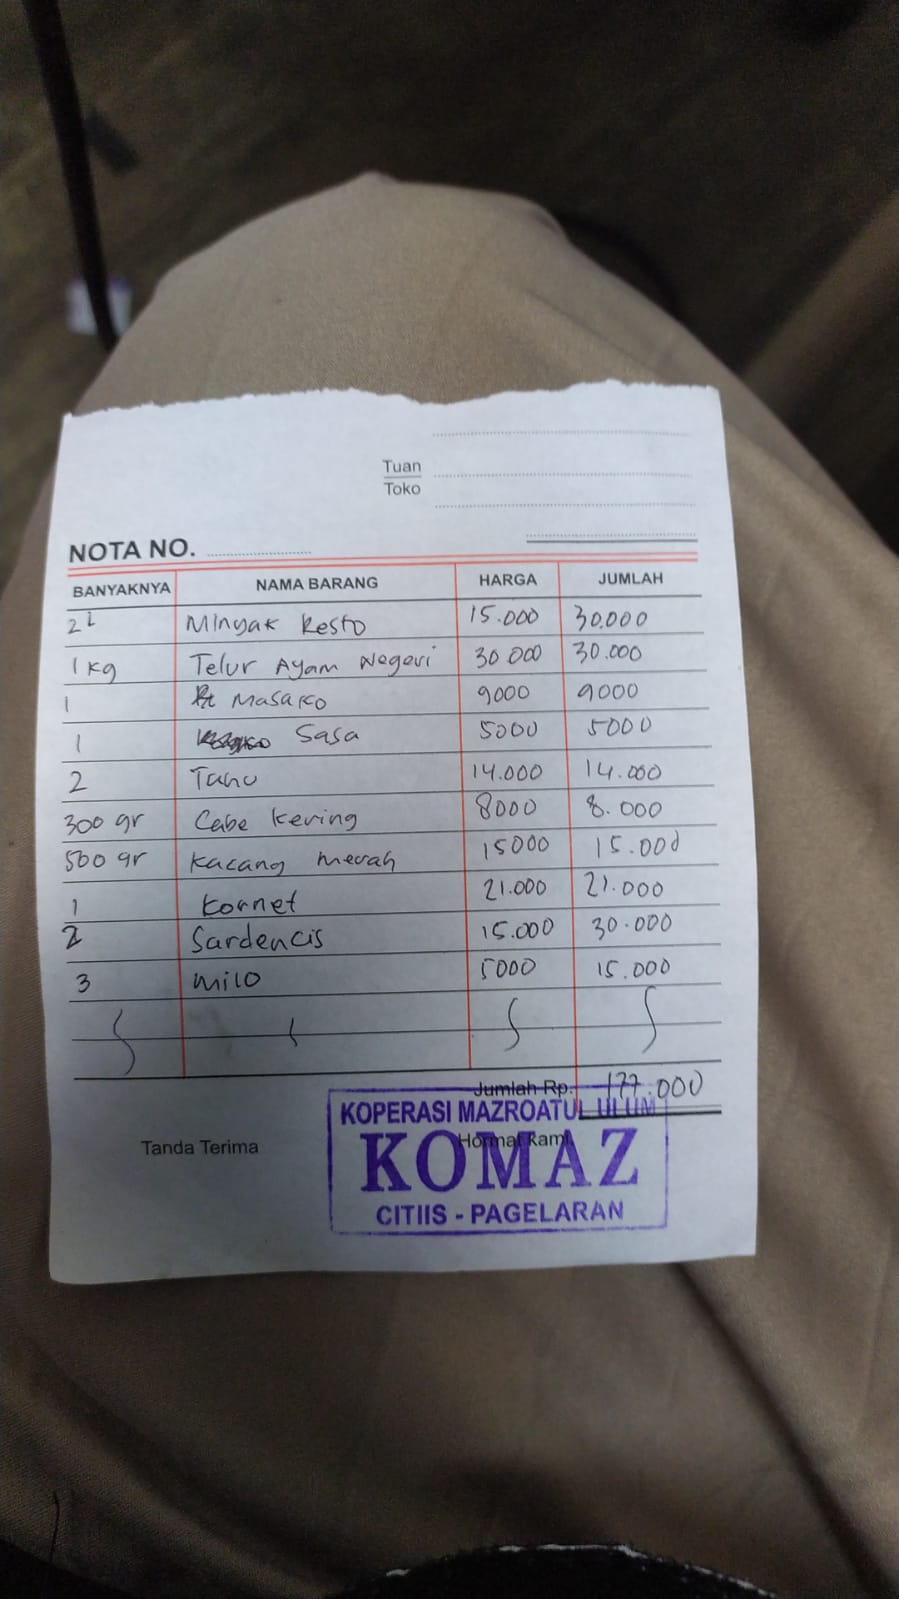 Tuan
Toko
NOTA NO.
BANYAKNYA NAMA BARANG HARGA JUMLAH
2 L Minyak Resto 15.000 30.000
1 kg Telur Ayam Negeri 30 000 30.000
1 Masako 9000 9000
1 Sasa 5000 5000
2 Tahu 14.000 14.000
300 gr Cabe kering 8000 8.000
500 gr Kacang merah 15000 15.000
1 Kornet 21.000 21.000
2 Sardencis 15.000 30.000
3 Milo 5000 15.000
Jumlah Rp. 177.000
KOPERASI MAZROATUL ULUM
Tanda Terima Hormat Kami,
KOMAZ
CITIIS - PAGELARAN